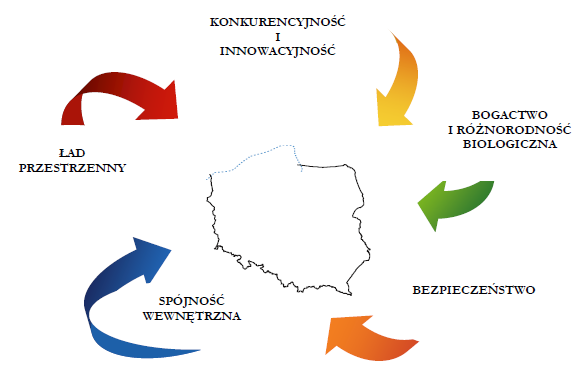 KONKURENCYJNOŚĆ
I
INNOWACYJNOŚĆ
BOGACTWO
I RÓŻNORODNOŚĆ
BIOLOGICZNA
ŁAD
PRZESTRZENNY
BEZPIECZEŃSTWO
SPÓJNOŚĆ
WEWNĘTRZNA